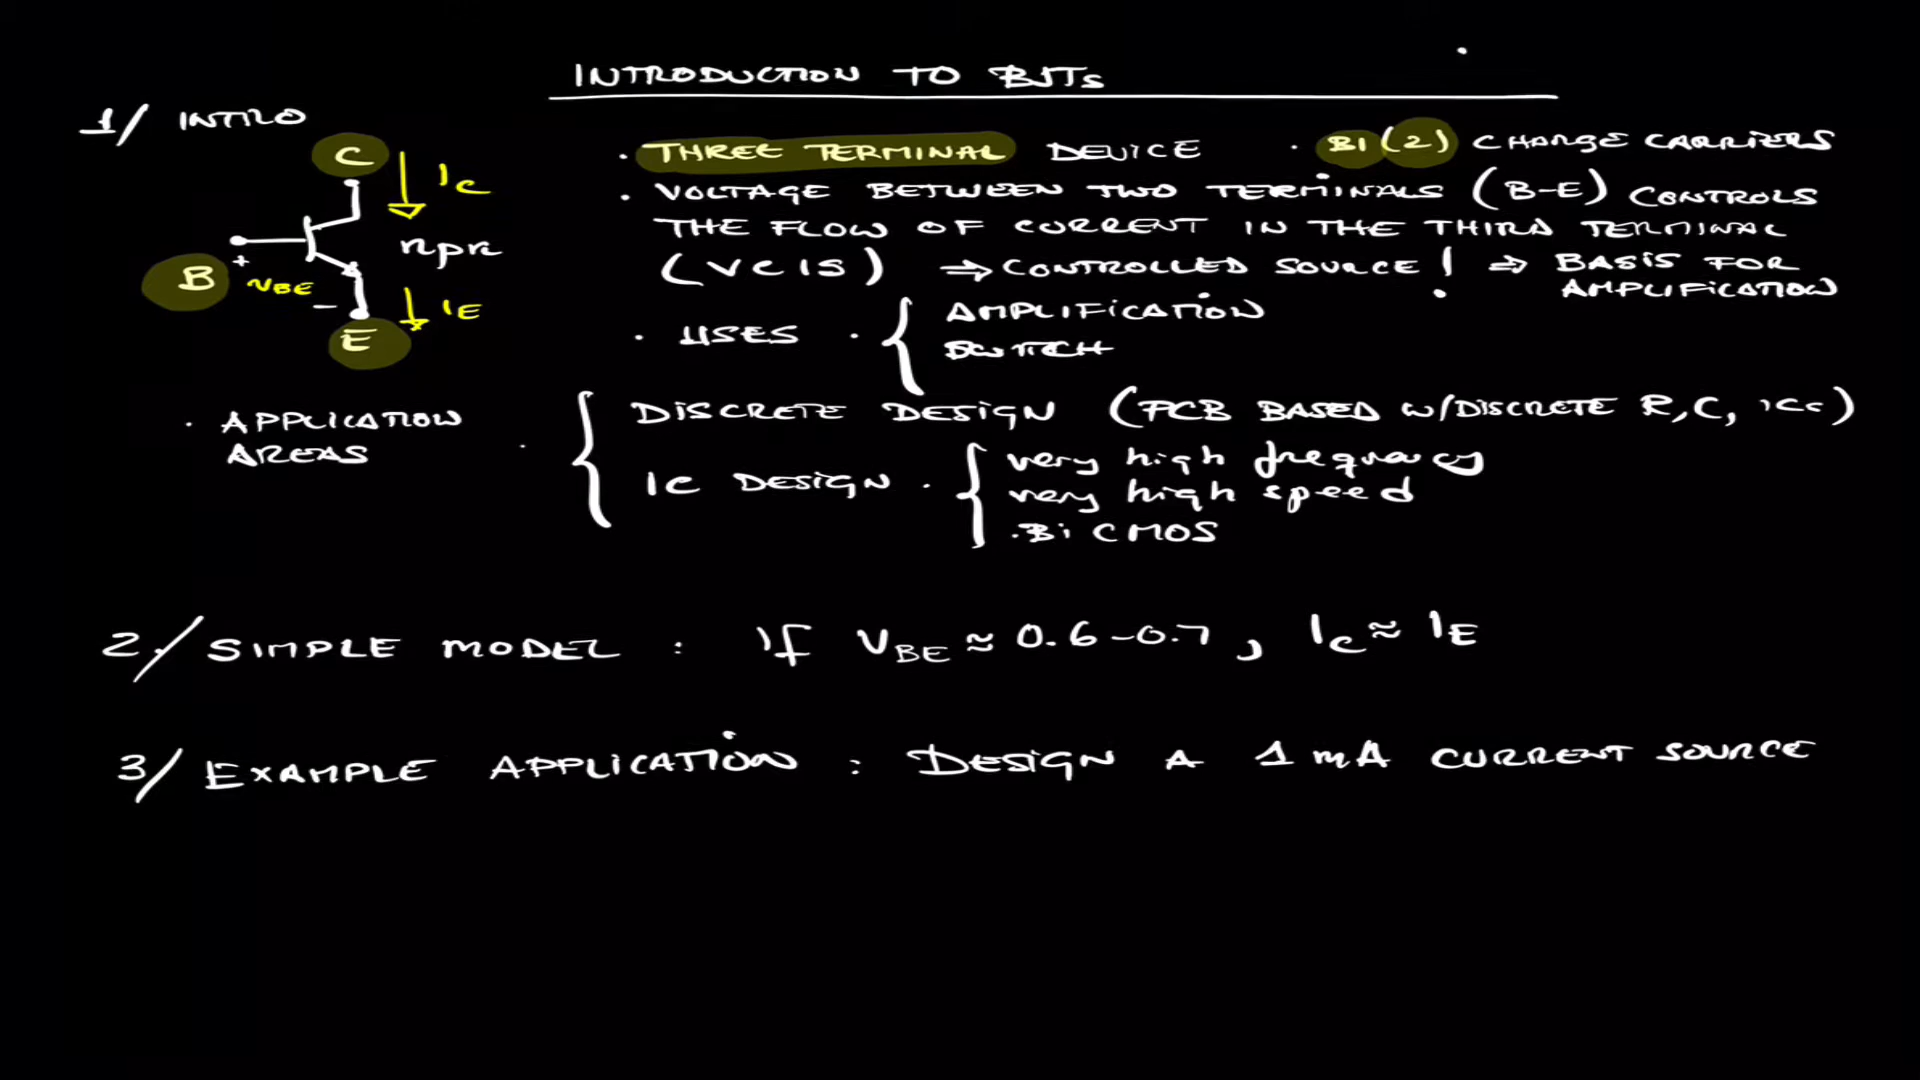 INTRODUCTION TO BJTs
1/ INTRO
C
IC
B
+
VBE
-
npn
IE
E
· THREE TERMINAL DEVICE · BI (2) CHARGE CARRIERS
· VOLTAGE BETWEEN TWO TERMINALS (B-E) CONTROLS
THE FLOW OF CURRENT IN THE THIRD TERMINAL
(VCIS) ⇒ CONTROLLED SOURCE! ⇒ BASIS FOR
AMPLIFICATION
· USES · { AMPLIFICATION
SWITCH
· APPLICATION
AREAS
· { DISCRETE DESIGN (PCB BASED w/DISCRETE R, C, ICs)
IC DESIGN · { very high frequency
very high speed
· BiCMOS
2/ SIMPLE MODEL : If VBE ≈ 0.6-0.7, IC ≈ IE
3/ EXAMPLE APPLICATION : DESIGN A 1 mA CURRENT SOURCE